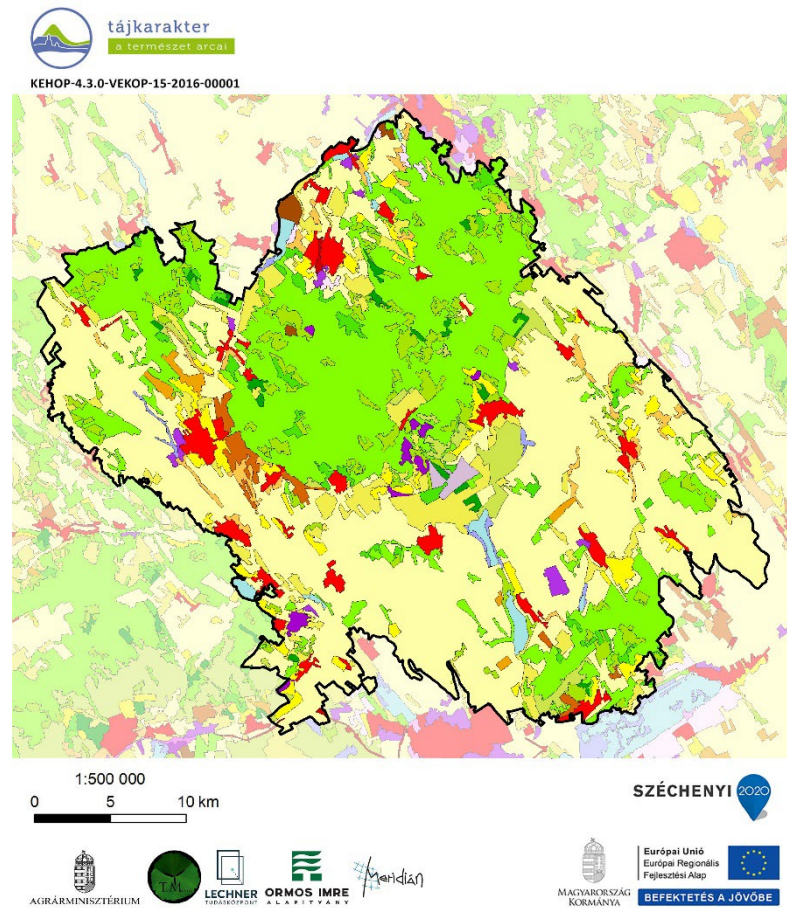 tájkarakter
a természet arcai
KEHOP-4.3.0-VEKOP-15-2016-00001
1:500 000
0 5 10 km
SZÉCHENYI 2020
AGRÁRMINISZTÉRIUM
T.M.
LECHNER
TUDÁSKÖZPONT
ORMOS IMRE
ALAPÍTVÁNY
Meridián
MAGYARORSZÁG
KORMÁNYA
Európai Unió
Európai Regionális
Fejlesztési Alap
BEFEKTETÉS A JÖVŐBE